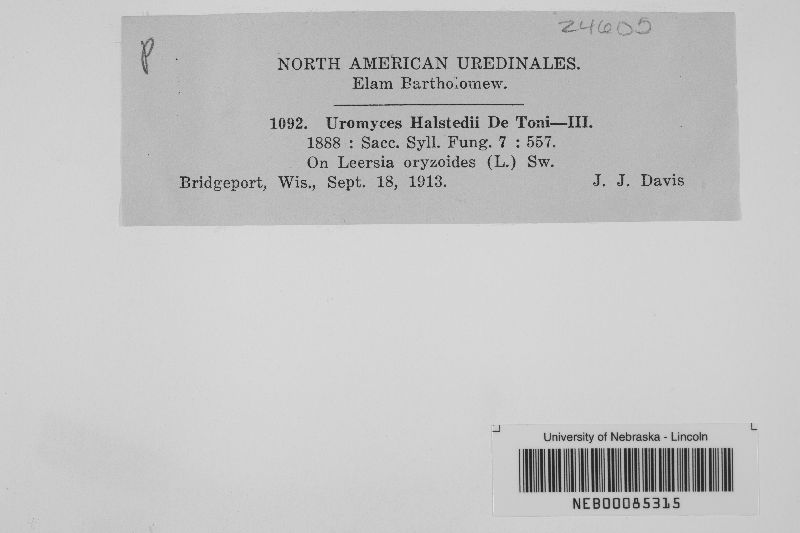 24605
P
NORTH AMERICAN UREDINALES.
Elam Bartholomew.
1092. Uromyces Halstedii De Toni—III.
1888 : Sacc. Syll. Fung. 7 : 557.
On Leersia oryzoides (L.) Sw.
Bridgeport, Wis., Sept. 18, 1913. J. J. Davis
University of Nebraska - Lincoln
NEB00085315